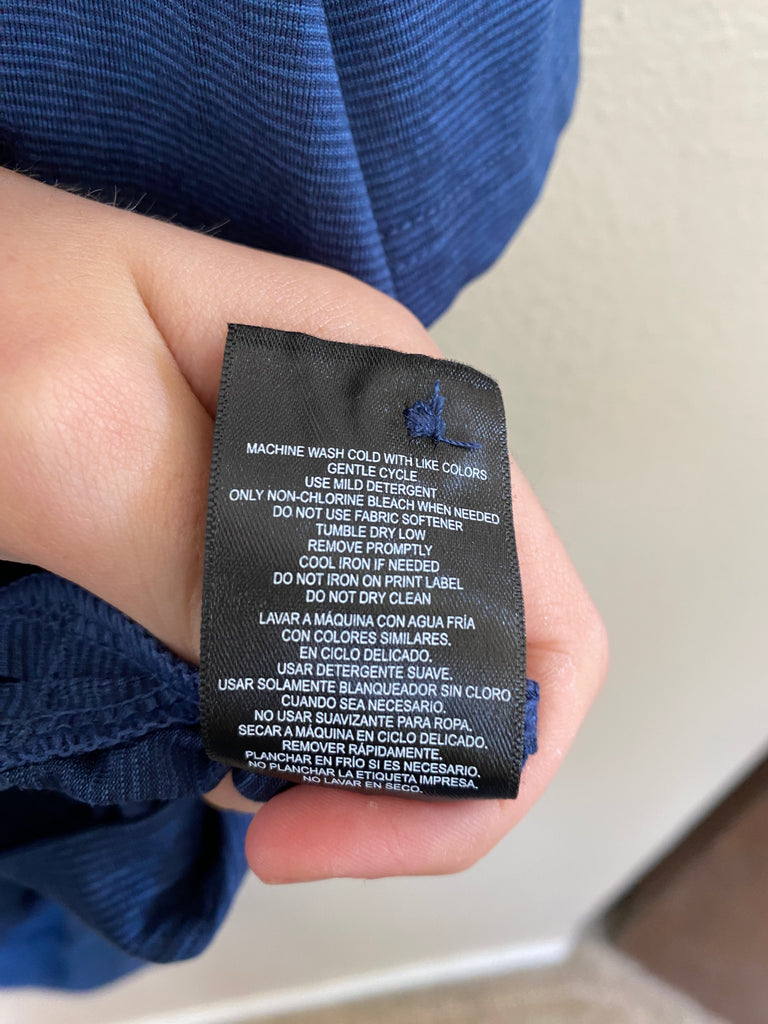 MACHINE WASH COLD WITH LIKE COLORS
GENTLE CYCLE
USE MILD DETERGENT
ONLY NON-CHLORINE BLEACH WHEN NEEDED
DO NOT USE FABRIC SOFTENER
TUMBLE DRY LOW
REMOVE PROMPTLY
COOL IRON IF NEEDED
DO NOT IRON ON PRINT LABEL
DO NOT DRY CLEAN
LAVAR A MÁQUINA CON AGUA FRÍA
CON COLORES SIMILARES.
EN CICLO DELICADO.
USAR DETERGENTE SUAVE.
USAR SOLAMENTE BLANQUEADOR SIN CLORO
CUANDO SEA NECESARIO.
NO USAR SUAVIZANTE PARA ROPA.
SECAR A MÁQUINA EN CICLO DELICADO.
REMOVER RÁPIDAMENTE.
PLANCHAR EN FRÍO SI ES NECESARIO.
NO PLANCHAR LA ETIQUETA IMPRESA.
NO LAVAR EN SECO.